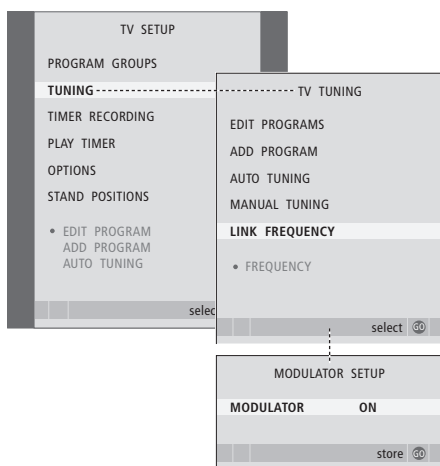 TV SETUP
PROGRAM GROUPS
TUNING
TIMER RECORDING
PLAY TIMER
OPTIONS
STAND POSITIONS
• EDIT PROGRAM
ADD PROGRAM
AUTO TUNING
selec
TV TUNING
EDIT PROGRAMS
ADD PROGRAM
AUTO TUNING
MANUAL TUNING
LINK FREQUENCY
• FREQUENCY
select GO
MODULATOR SETUP
MODULATOR ON
store GO